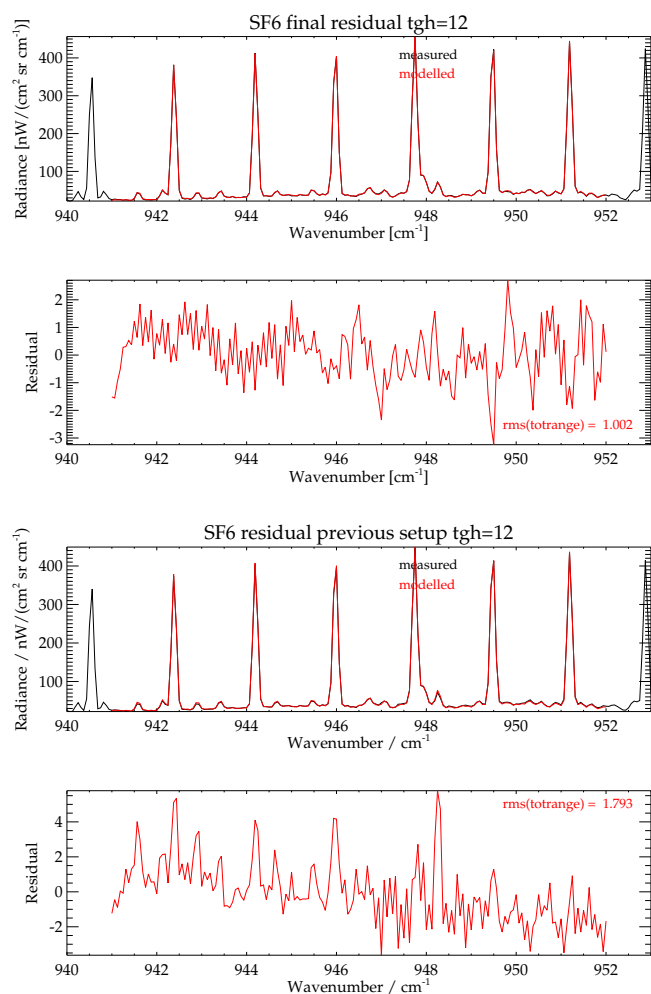 SF6 final residual tgh=12
Radiance [nW/(cm² sr cm⁻¹)]
400
300
200
100
measured
modelled
940 942 944 946 948 950 952
Wavenumber [cm⁻¹]
Residual
2
1
0
-1
-2
-3
rms(totrange) = 1.002
940 942 944 946 948 950 952
Wavenumber [cm⁻¹]
SF6 residual previous setup tgh=12
Radiance / nW/(cm² sr cm⁻¹)
400
300
200
100
measured
modelled
940 942 944 946 948 950 952
Wavenumber / cm⁻¹
Residual
4
2
0
-2
rms(totrange) = 1.793
940 942 944 946 948 950 952
Wavenumber / cm⁻¹